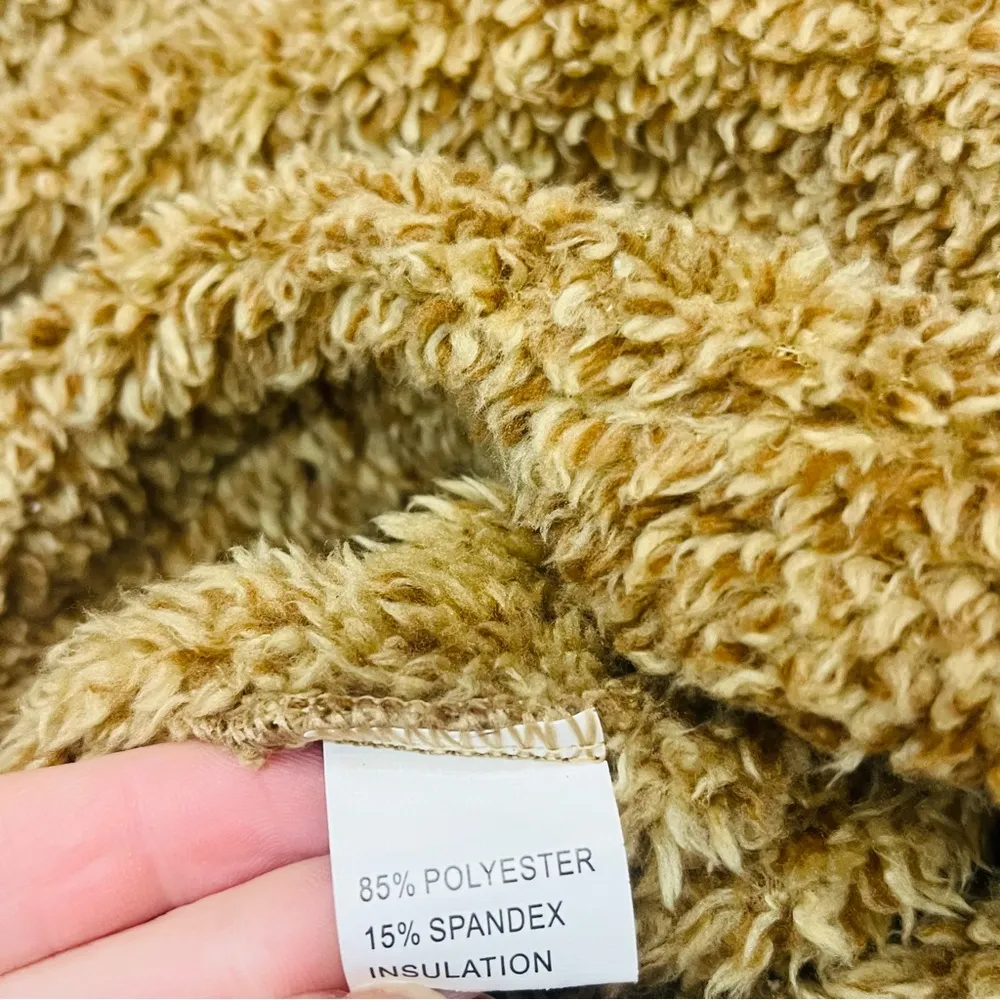 85% POLYESTER
15% SPANDEX
INSULATION